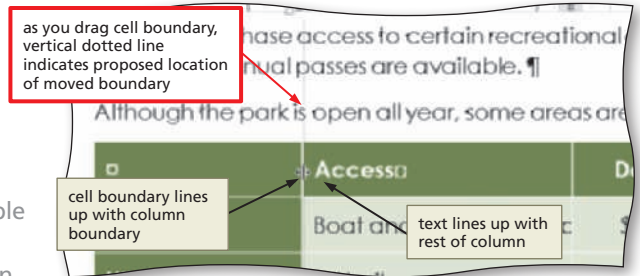 as you drag cell boundary,
vertical dotted line
indicates proposed location
of moved boundary
hase access to certain recreational
nual passes are available. ¶
Although the park is open all year, some areas are
Access
cell boundary lines
up with column
boundary
Boat an
text lines up with
rest of column